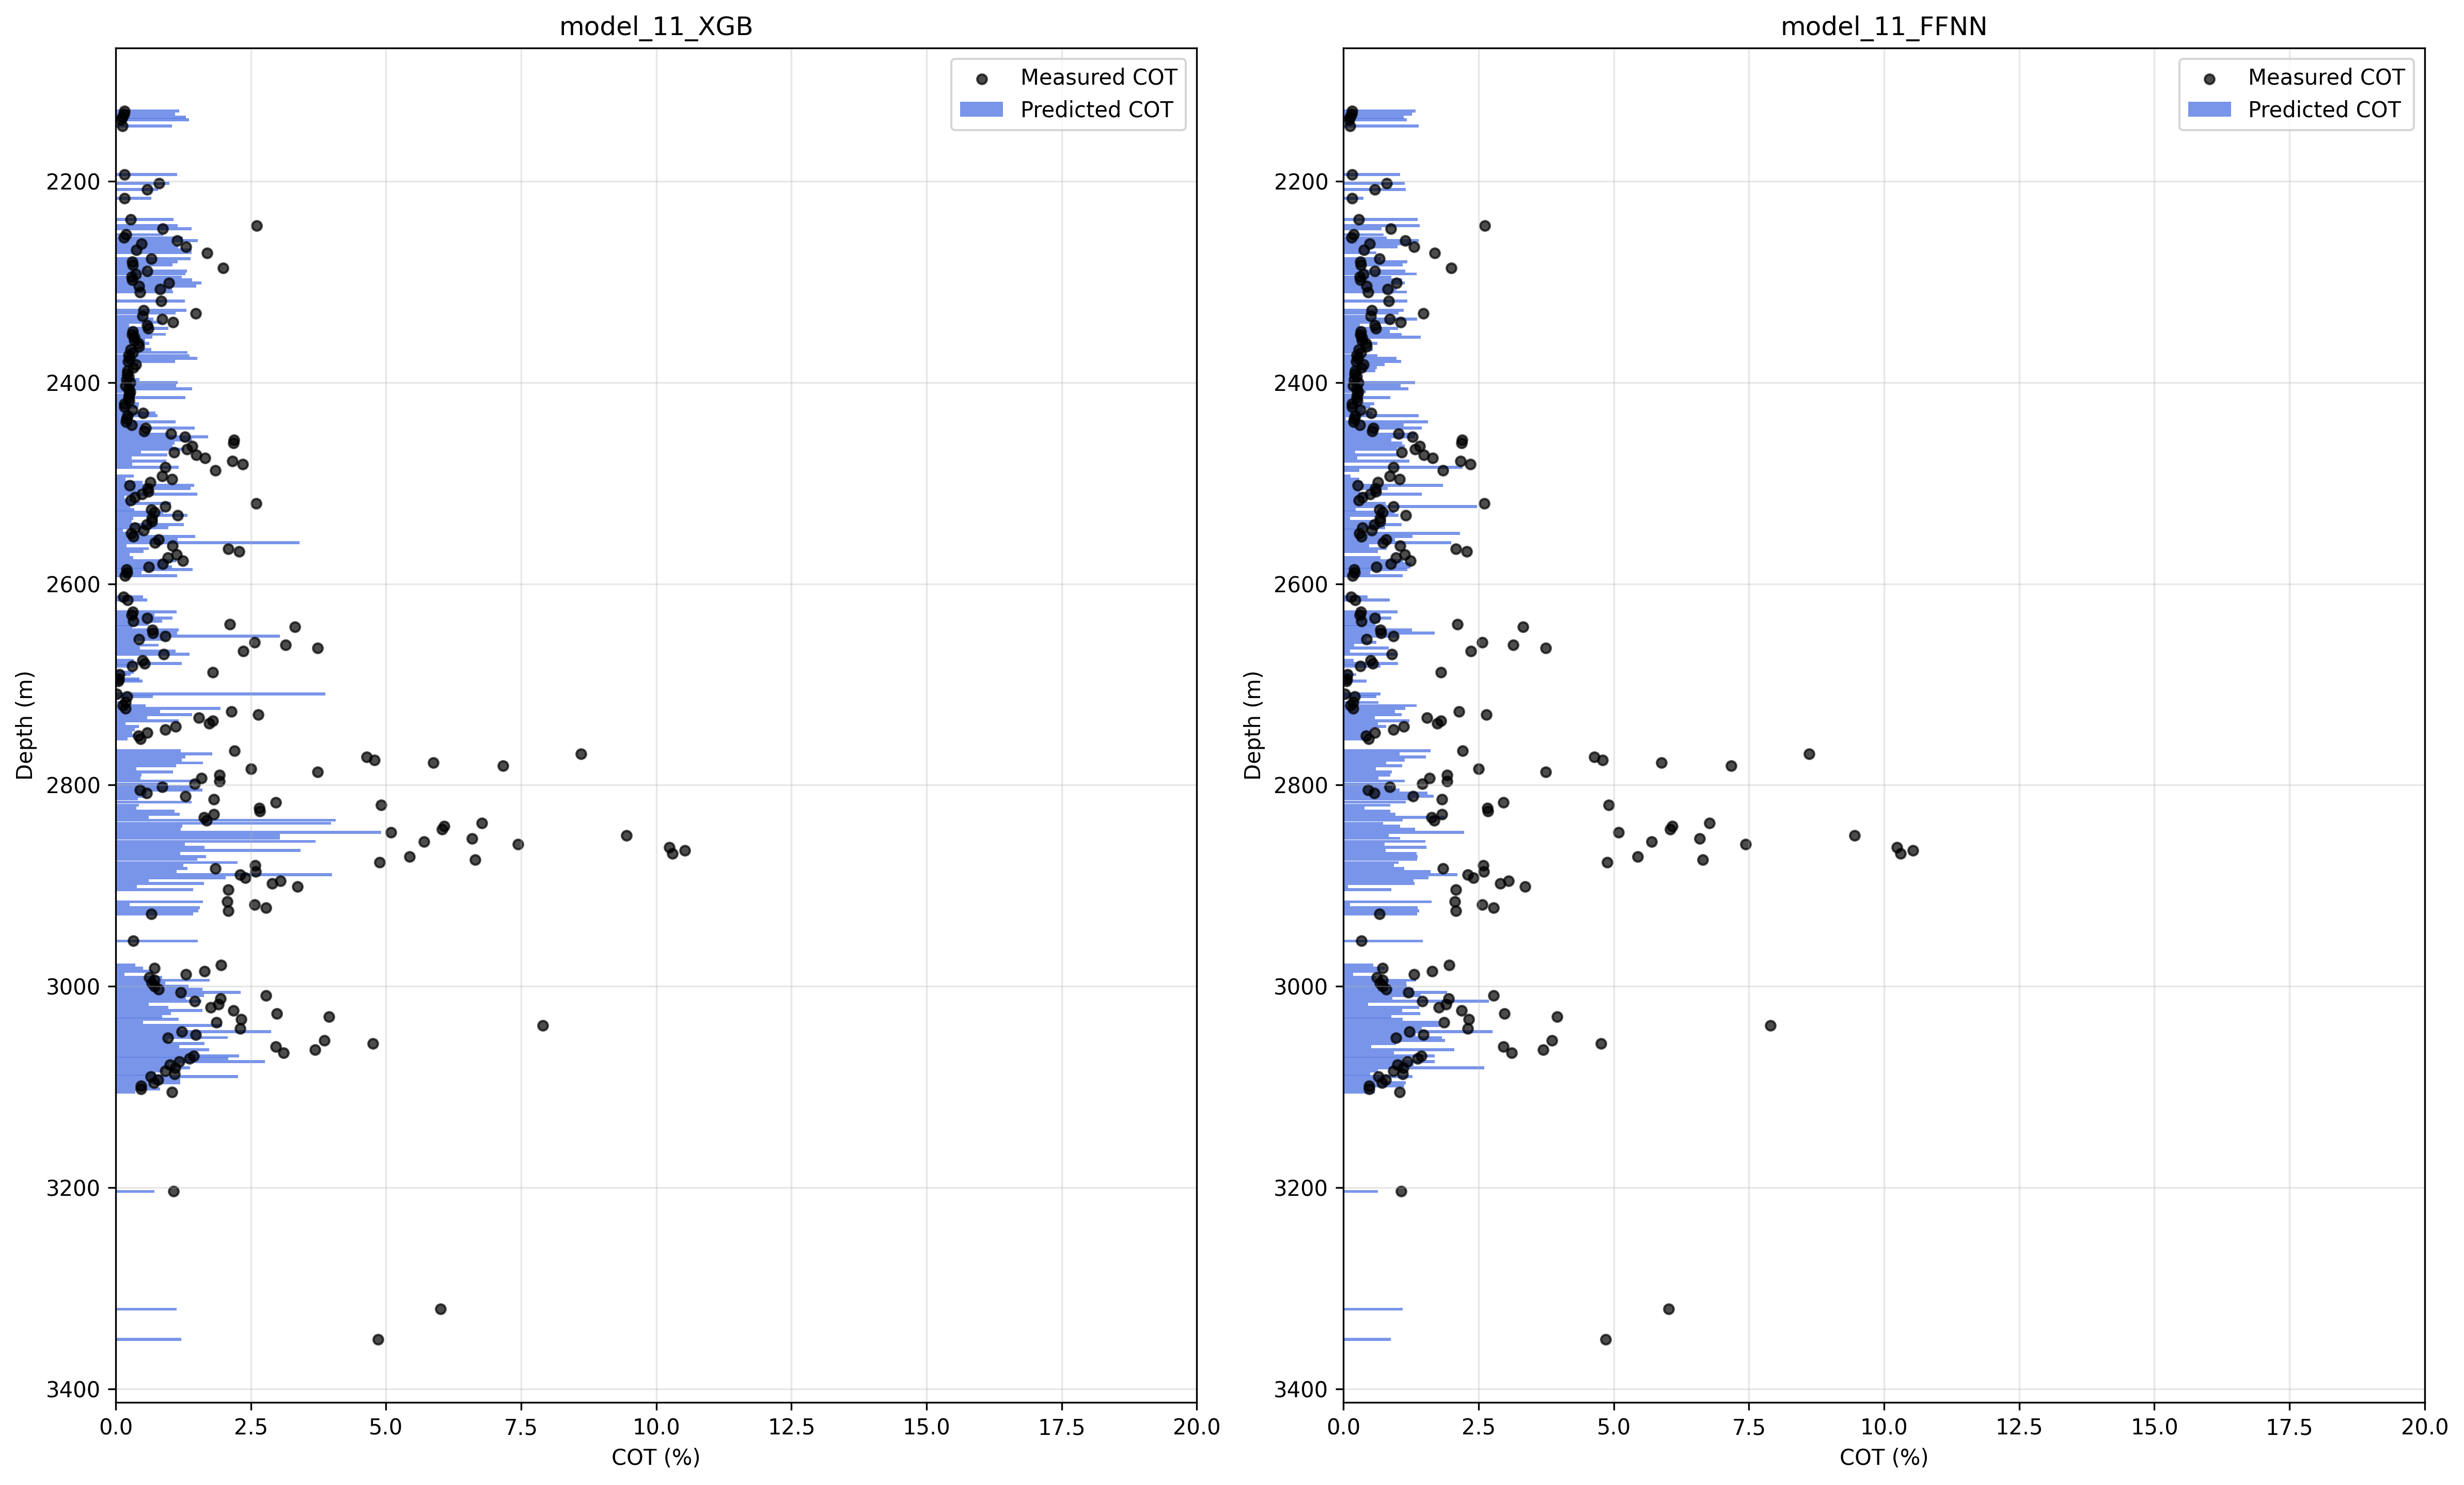 model_11_XGB
Measured COT
Predicted COT
Depth (m)
2200
2400
2600
2800
3000
3200
3400
0.0 2.5 5.0 7.5 10.0 12.5 15.0 17.5 20.0
COT (%)
model_11_FFNN
Measured COT
Predicted COT
Depth (m)
2200
2400
2600
2800
3000
3200
3400
0.0 2.5 5.0 7.5 10.0 12.5 15.0 17.5 20.0
COT (%)